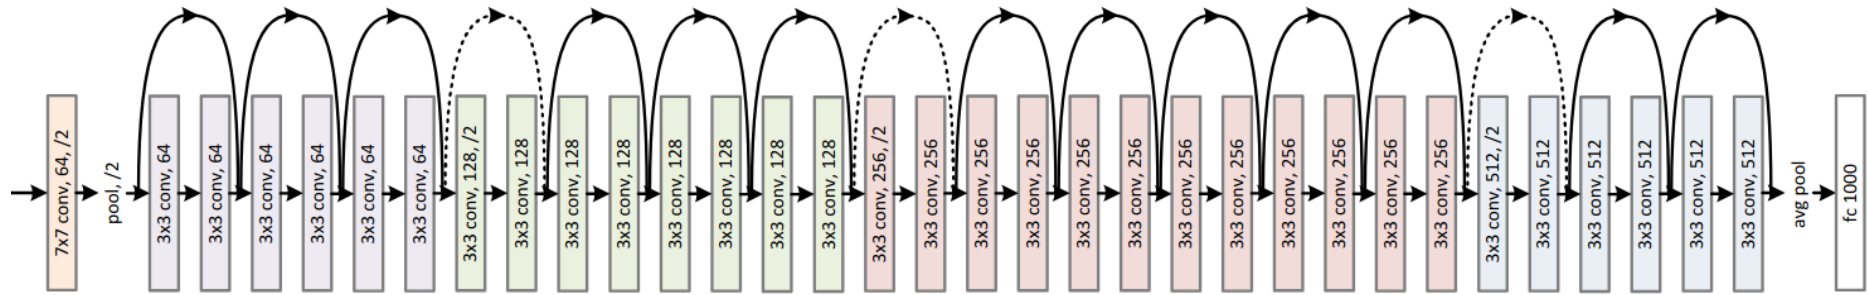 7x7 conv, 64, /2
pool, /2
3x3 conv, 64
3x3 conv, 64
3x3 conv, 64
3x3 conv, 64
3x3 conv, 64
3x3 conv, 64
3x3 conv, 128, /2
3x3 conv, 128
3x3 conv, 128
3x3 conv, 128
3x3 conv, 128
3x3 conv, 128
3x3 conv, 128
3x3 conv, 128
3x3 conv, 256, /2
3x3 conv, 256
3x3 conv, 256
3x3 conv, 256
3x3 conv, 256
3x3 conv, 256
3x3 conv, 256
3x3 conv, 256
3x3 conv, 256
3x3 conv, 256
3x3 conv, 256
3x3 conv, 256
3x3 conv, 512, /2
3x3 conv, 512
3x3 conv, 512
3x3 conv, 512
3x3 conv, 512
3x3 conv, 512
avg pool
fc 1000